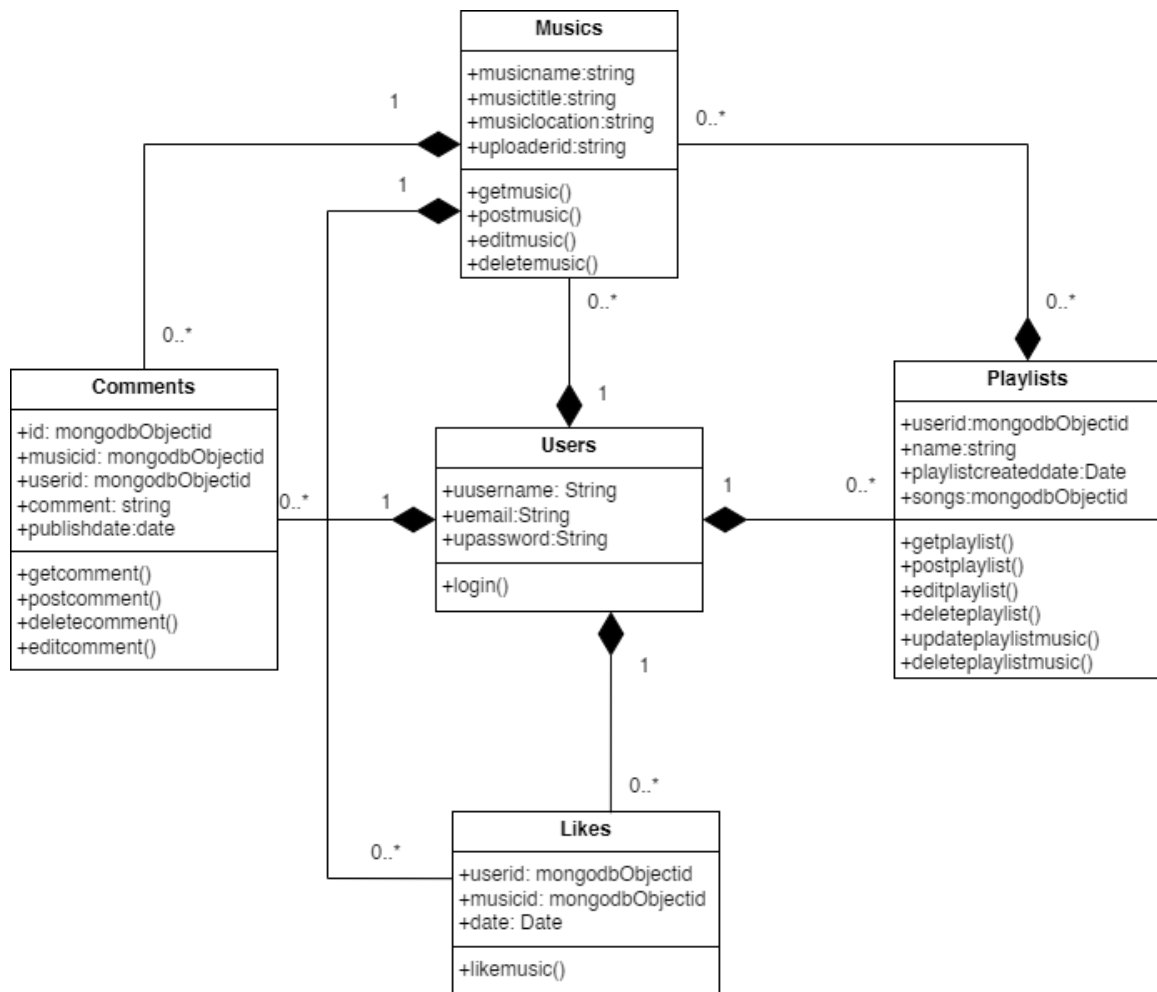 Musics
+musicname:string
+musictitle:string
+musiclocation:string
+uploaderid:string
+getmusic()
+postmusic()
+editmusic()
+deletemusic()
1
1
0..*
0..*
0..*
0..*
1
Comments
+id: mongodbObjectid
+musicid: mongodbObjectid
+userid: mongodbObjectid
+comment: string
+publishdate:date
+getcomment()
+postcomment()
+deletecomment()
+editcomment()
0..*
1
Users
+uusername: String
+uemail:String
+upassword:String
+login()
1
0..*
Playlists
+userid:mongodbObjectid
+name:string
+playlistcreateddate:Date
+songs:mongodbObjectid
+getplaylist()
+postplaylist()
+editplaylist()
+deleteplaylist()
+updateplaylistmusic()
+deleteplaylistmusic()
1
0..*
0..*
Likes
+userid: mongodbObjectid
+musicid: mongodbObjectid
+date: Date
+likemusic()